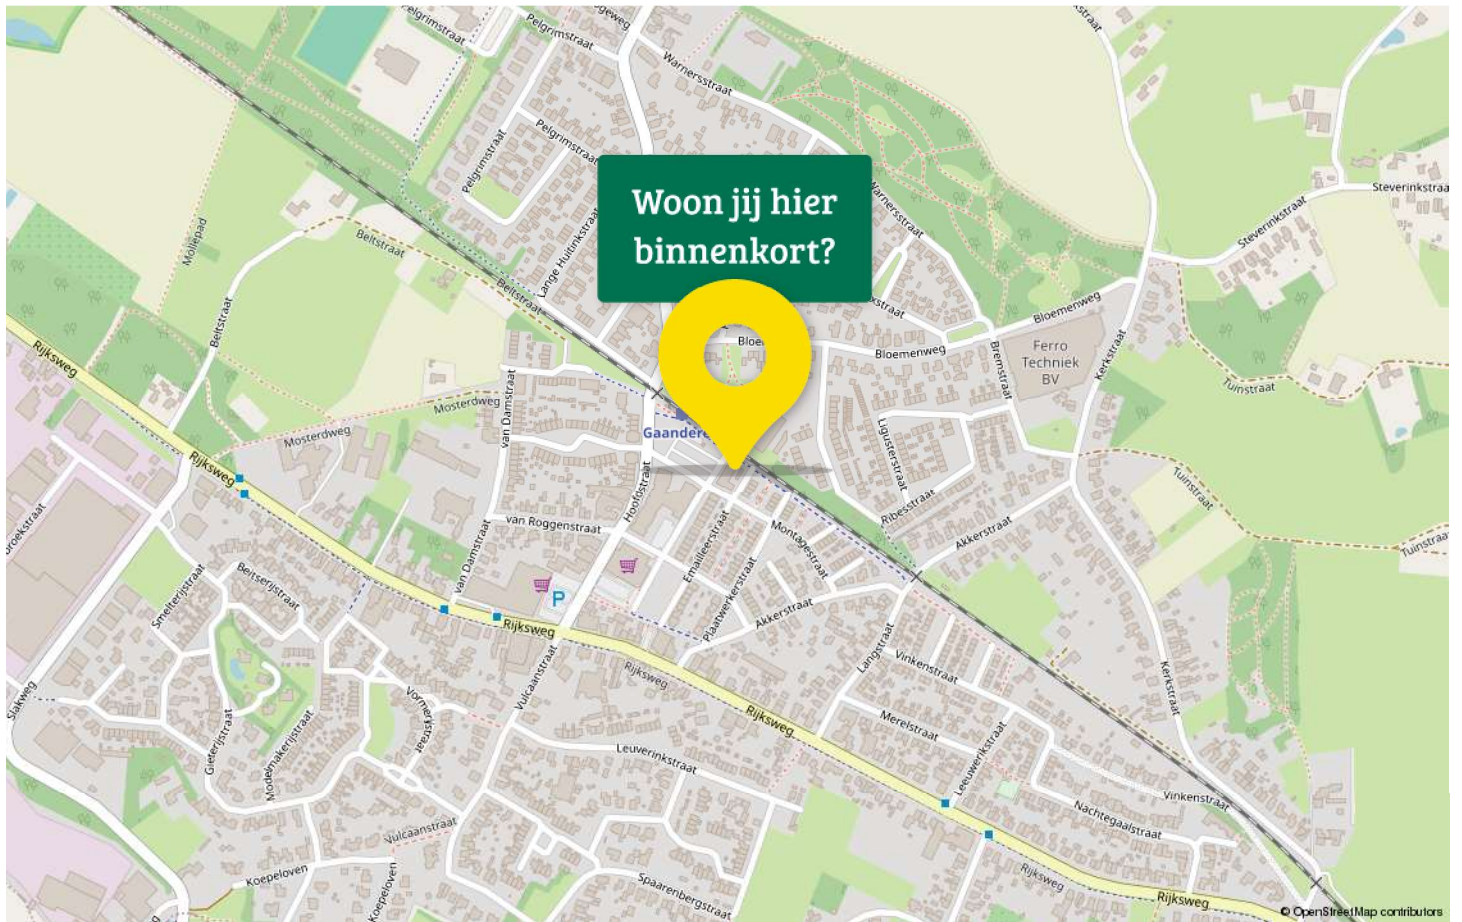 Pelgrimstraat
Pelgrimstraat
Warnersstraat
Pelgrimstraat
Pelgrimstraat
Woon jij hier
binnenkort?
Warnersstraat
Steverinkstraat
Mollepad
Beltstraat
Lange Huitinkstraat
Beltstraat
Beltstraat
Bloemenweg
Bloemenweg
Ferro
Techniek
BV
Bremstraat
Kerkstraat
Tuinstraat
Rijksweg
van Damstraat
Mosterdweg
Mosterdweg
Ligusterstraat
Rijksweg
Hoofdstraat
Tuinstraat
Ribesstraat
Akkerstraat
van Roggenstraat
Montagestraat
Emailleerstraat
van Damstraat
Plaatwerkerstraat
Beitserijstraat
Smelterijstraat
P
Akkerstraat
Rijksweg
Rijksweg
Langstraat
Vinkenstraat
Kerkstraat
Slakweg
Vulcaanstraat
Vormerijstraat
Gieterijstraat
Modelmakerijstraat
Rijksweg
Merelstraat
Leuverinkstraat
Leeuwerikstraat
Vinkenstraat
Nachtegaalstraat
Vulcaanstraat
Koepeloven
Koepeloven
Spaarenbergstraat
Rijksweg
Rijksweg
© OpenStreetMap contributors